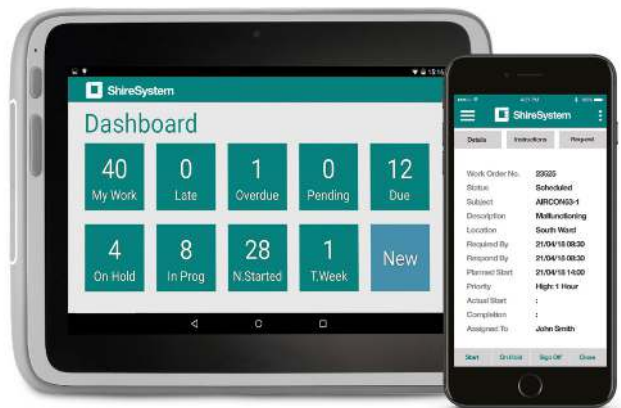 ShireSystem
Dashboard
40
My Work
0
Late
1
Overdue
0
Pending
12
Due
4
On Hold
8
In Prog
28
N.Started
1
T.Week
New
ShireSystem
Details
Instructions
Request
Work Order No. 23525
Status Scheduled
Subject AIRCON53-1
Description Malfunctioning
Location South Ward
Required By 21/04/18 08:30
Respond By 21/04/18 08:30
Planned Start 21/04/18 14:00
Priority High: 1 Hour
Actual Start :
Completion :
Assigned To John Smith
Start
On Hold
Sign Off
Close